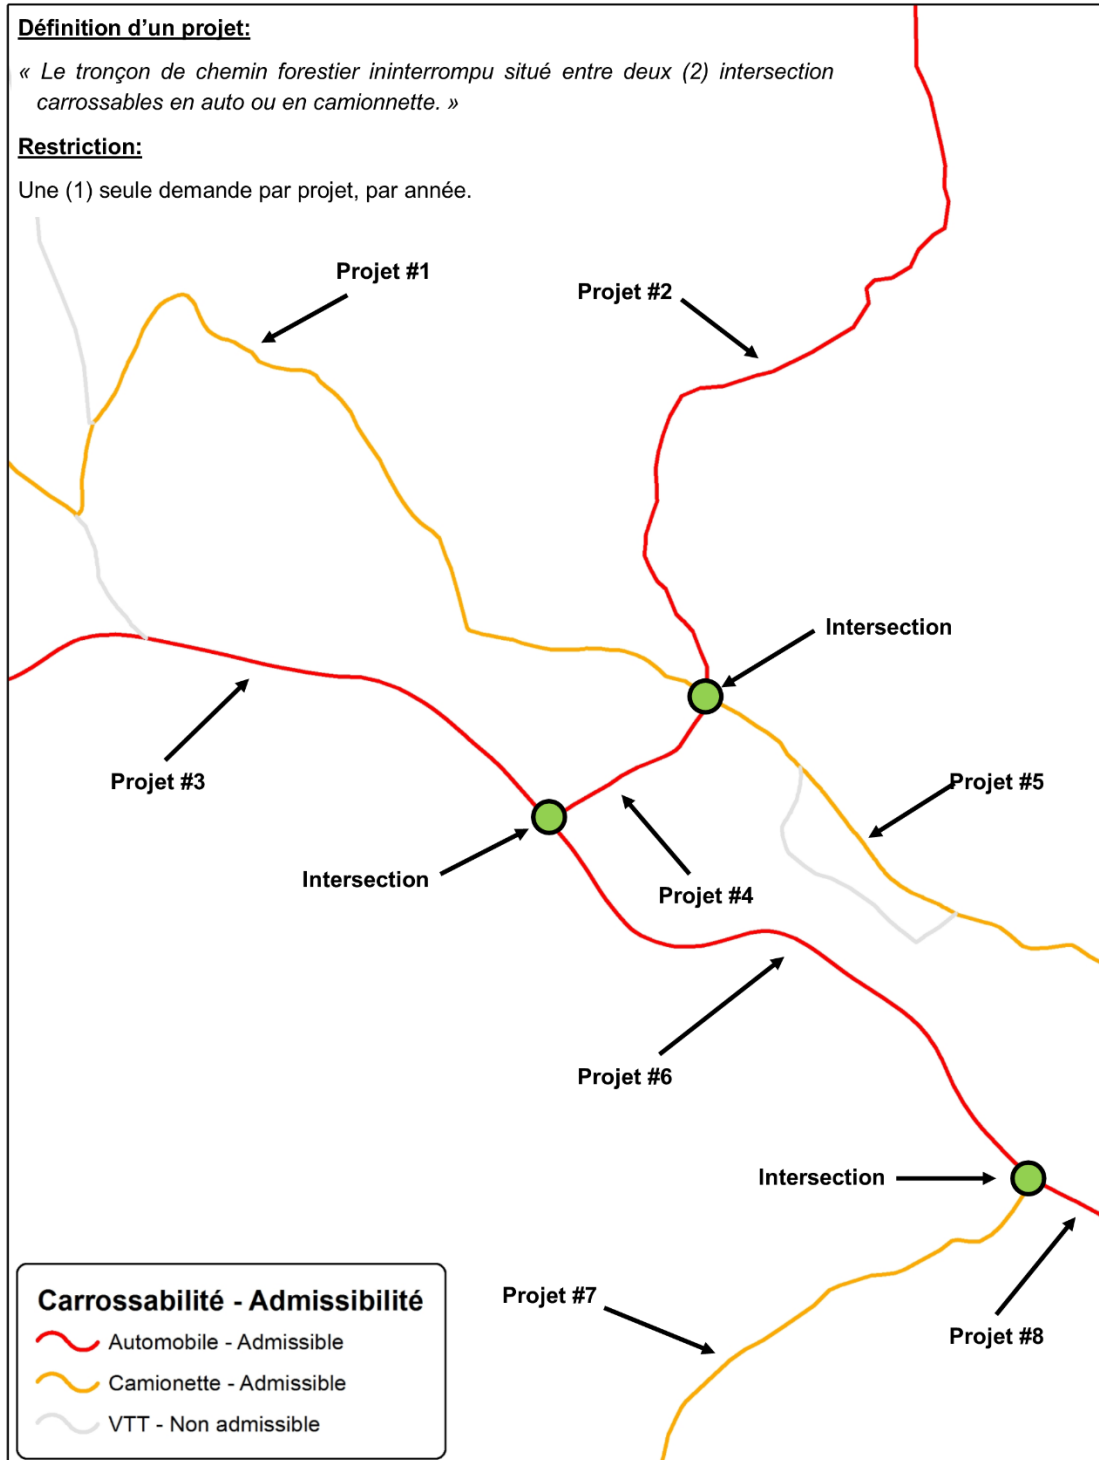 Définition d'un projet:
« Le tronçon de chemin forestier ininterrompu situé entre deux (2) intersection
carrossables en auto ou en camionnette. »
Restriction:
Une (1) seule demande par projet, par année.
Projet #1
Projet #2
Intersection
Projet #3
Projet #5
Intersection
Projet #4
Projet #6
Intersection
Projet #7
Projet #8
Carrossabilité - Admissibilité
Automobile - Admissible
Camionette - Admissible
VTT - Non admissible